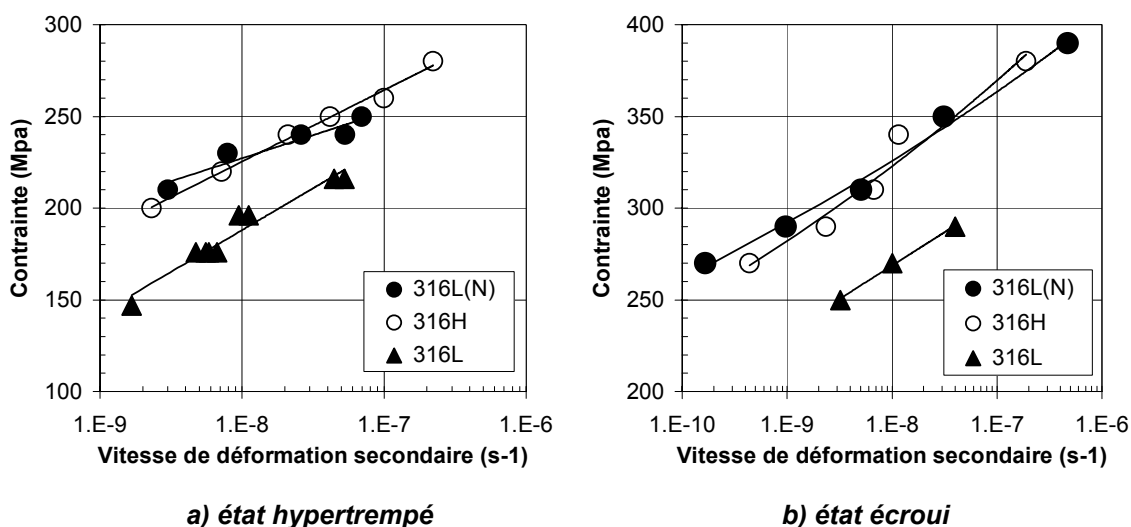 300
250
200
150
100
Contrainte (Mpa)
316L(N)
316H
316L
1.E-9
1.E-8
1.E-7
1.E-6
Vitesse de déformation secondaire (s-1)
a) état hypertrempé
400
350
300
250
200
Contrainte (Mpa)
316L(N)
316H
316L
1.E-10
1.E-9
1.E-8
1.E-7
1.E-6
Vitesse de déformation secondaire (s-1)
b) état écroui